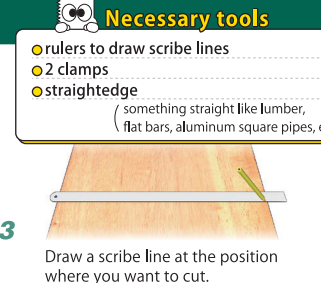 Necessary tools
rulers to draw scribe lines
2 clamps
straightedge
( something straight like lumber,
flat bars, aluminum square pipes,
3
Draw a scribe line at the position
where you want to cut.